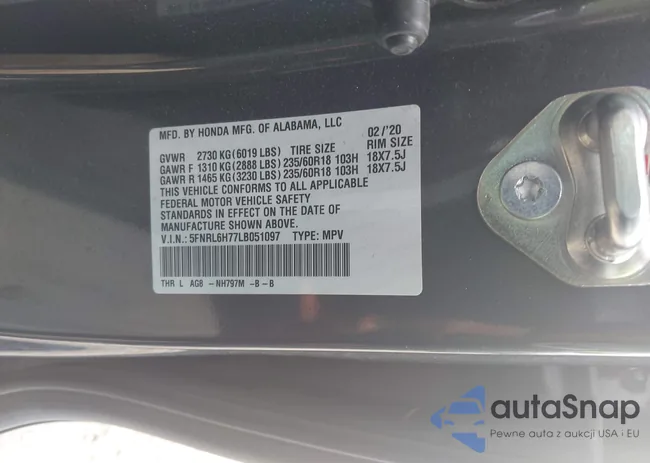 MFD. BY HONDA MFG. OF ALABAMA, LLC 02/'20
GVWR 2730 KG(6019 LBS) TIRE SIZE RIM SIZE
GAWR F 1310 KG(2888 LBS) 235/60R18 103H 18X7.5J
GAWR R 1465 KG(3230 LBS) 235/60R18 103H 18X7.5J
THIS VEHICLE CONFORMS TO ALL APPLICABLE
FEDERAL MOTOR VEHICLE SAFETY
STANDARDS IN EFFECT ON THE DATE OF
MANUFACTURE SHOWN ABOVE.
V.I.N.: 5FNRL6H77LB051097 TYPE: MPV
THR L AG8 -NH797M -B -B
autaSnap
Pewne auta z aukcji USA i EU